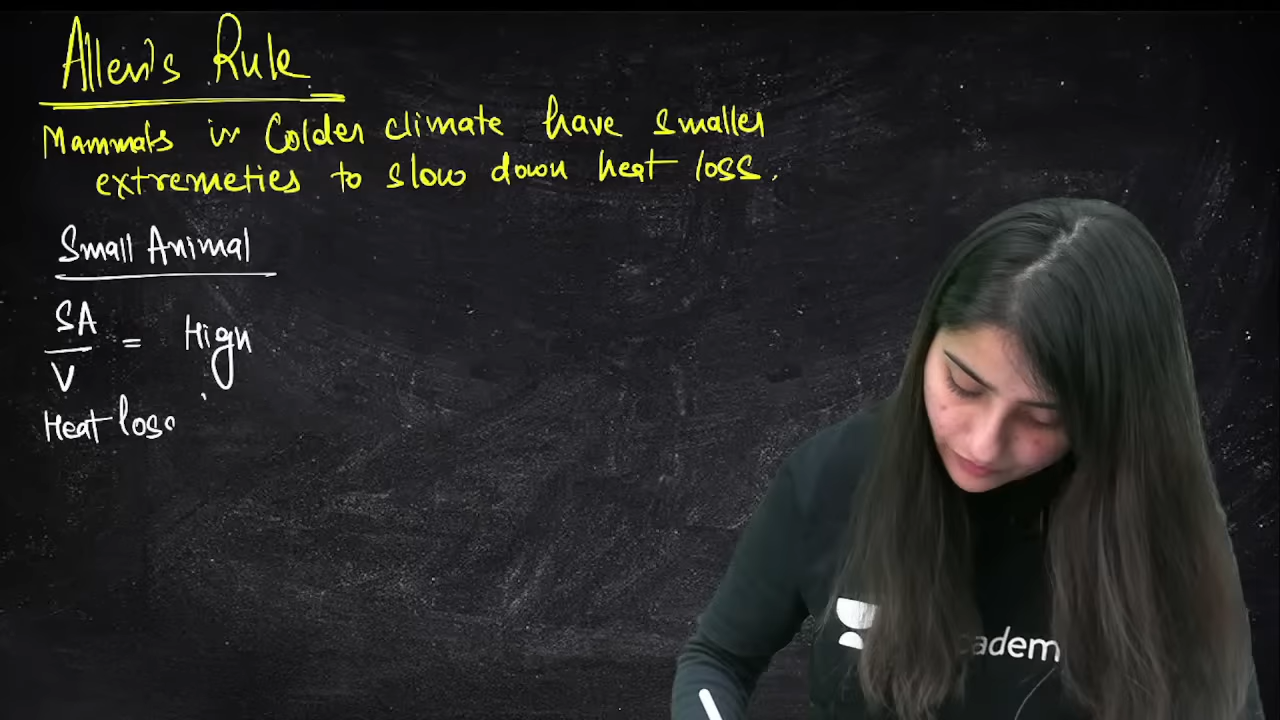 Allen's Rule
Mammals in Colder climate have smaller
extremeties to slow down heat loss.
Small Animal
SA
V
= High
Heat loss
cadem